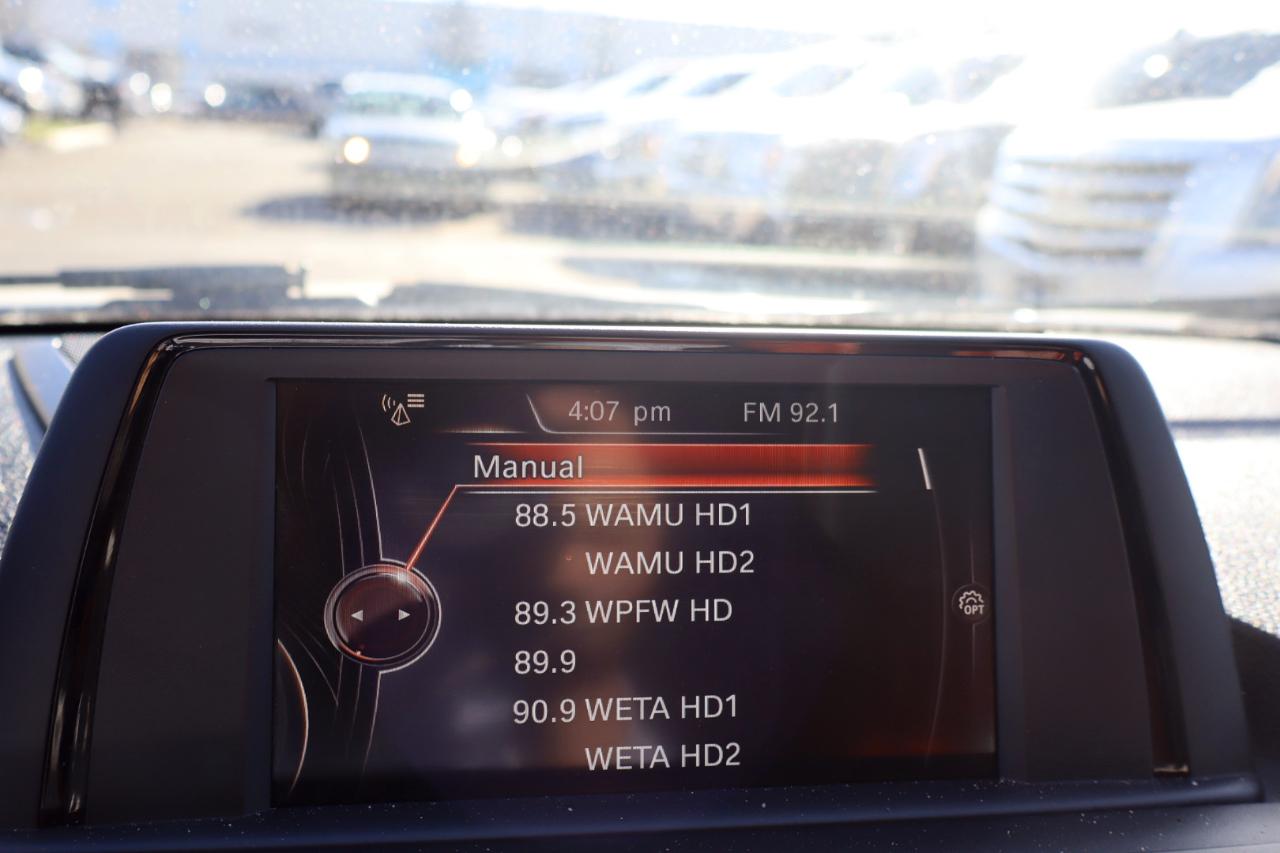 4:07 pm FM 92.1
Manual
88.5 WAMU HD1
WAMU HD2
89.3 WPFW HD
89.9
90.9 WETA HD1
WETA HD2
OPT